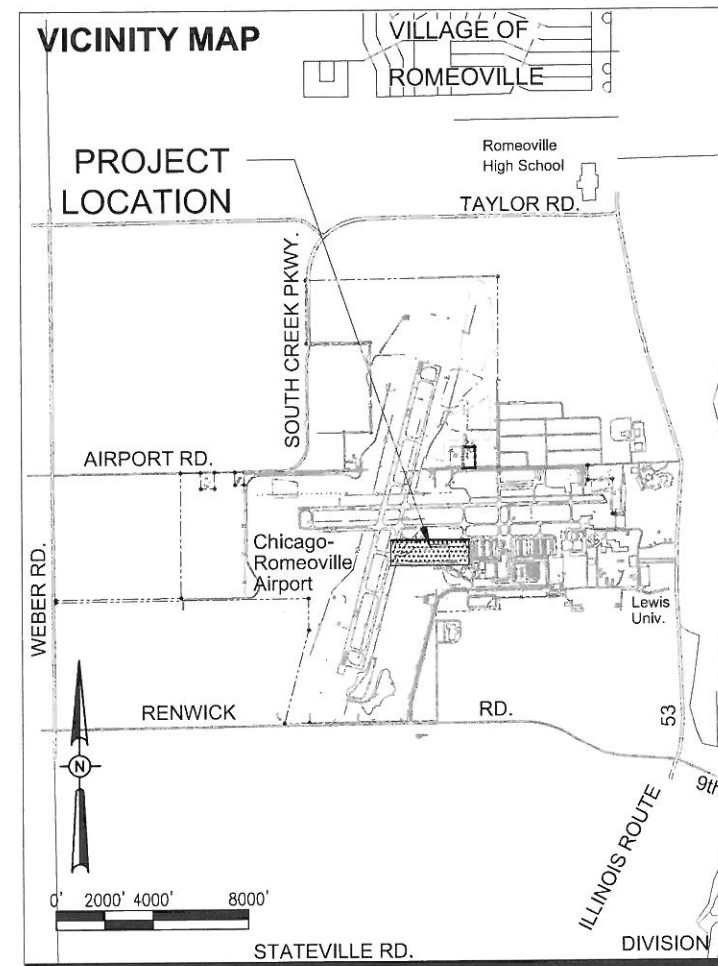 VICINITY MAP
VILLAGE OF
ROMEOVILLE
Romeoville
High School
PROJECT
LOCATION
TAYLOR RD.
SOUTH CREEK PKWY.
AIRPORT RD.
Chicago-
Romeoville
Airport
WEBER RD.
Lewis
Univ.
RENWICK
RD.
53
N
9th
ILLINOIS ROUTE
0' 2000' 4000' 8000'
STATEVILLE RD.
DIVISION